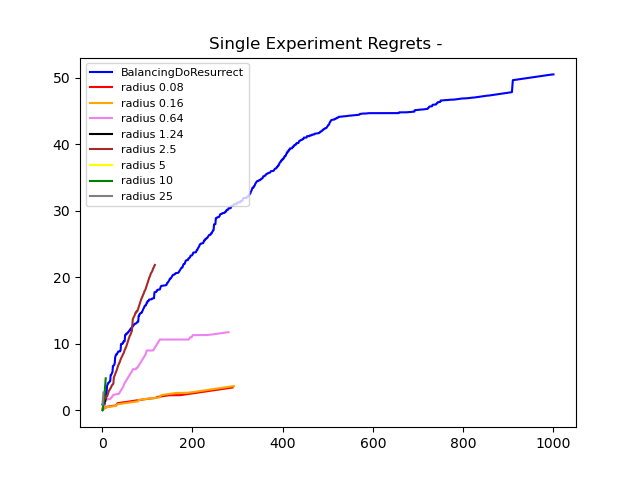 Single Experiment Regrets -
50
40
30
20
10
0
BalancingDoResurrect
radius 0.08
radius 0.16
radius 0.64
radius 1.24
radius 2.5
radius 5
radius 10
radius 25
0 200 400 600 800 1000